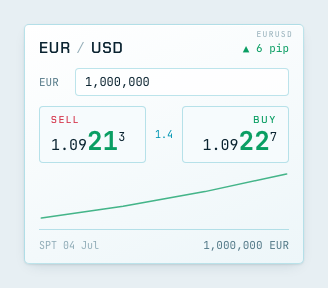 EURUSD
EUR / USD ▲ 6 pip
EUR 1,000,000
SELL BUY
1.09213 1.4 1.09227
SPT 04 Jul 1,000,000 EUR